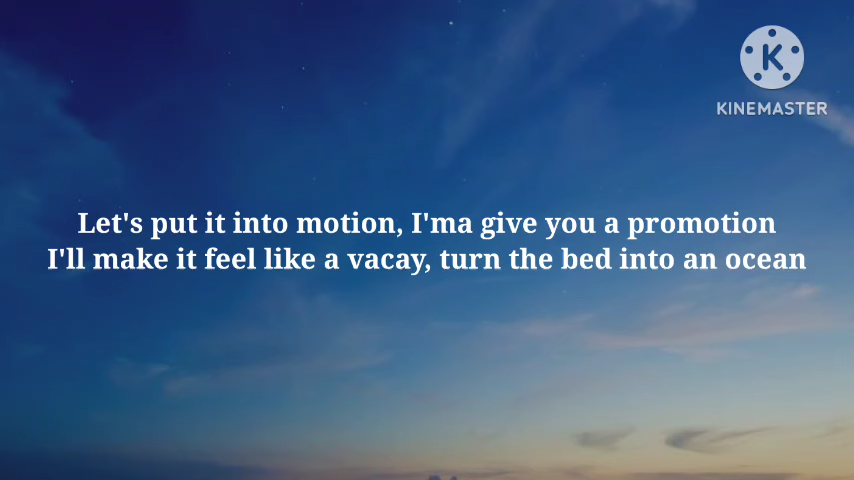 K
KINEMASTER
Let's put it into motion, I'ma give you a promotion
I'll make it feel like a vacay, turn the bed into an ocean